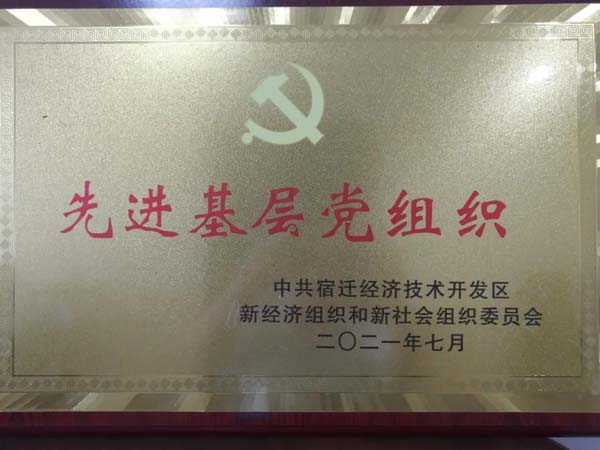 先进基层党组织
中共宿迁经济技术开发区
新经济组织和新社会组织委员会
二〇二一年七月